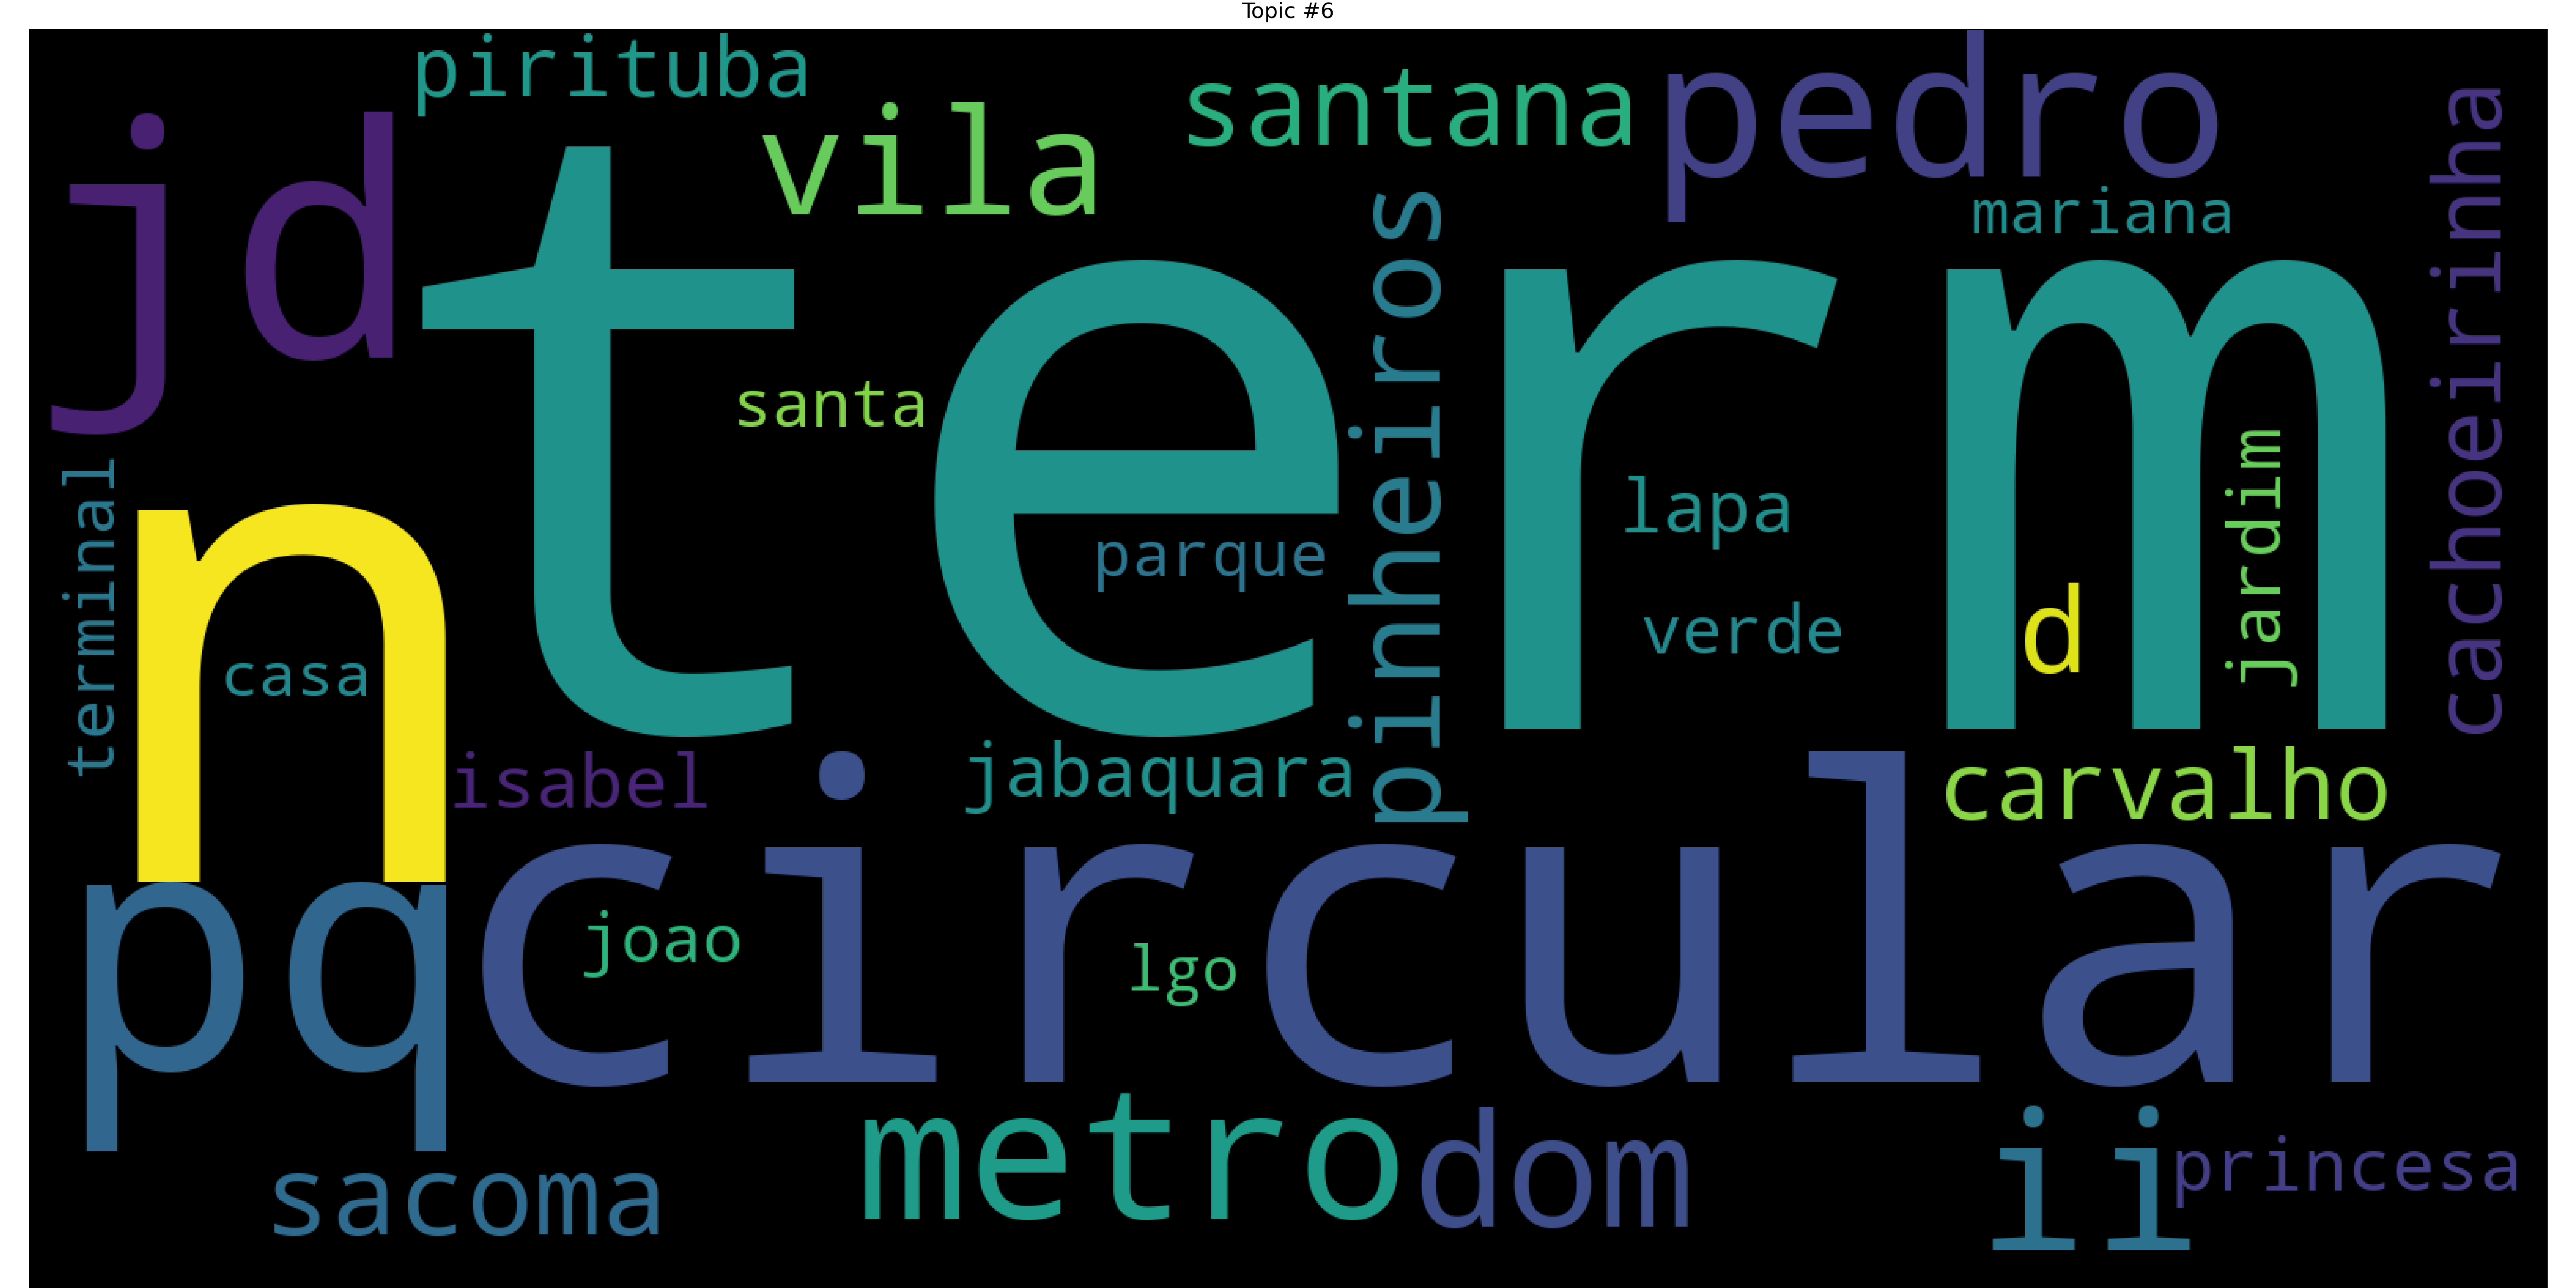 Topic #6
pirituba
santana
pedro
cachoeirinha
jd
vila
mariana
term
pinheiros
santa
terminal
n
lapa
jardim
parque
verde
d
casa
isabel
jabaquara
carvalho
pq
circular
joao
lgo
metro
dom
ii
princesa
sacoma